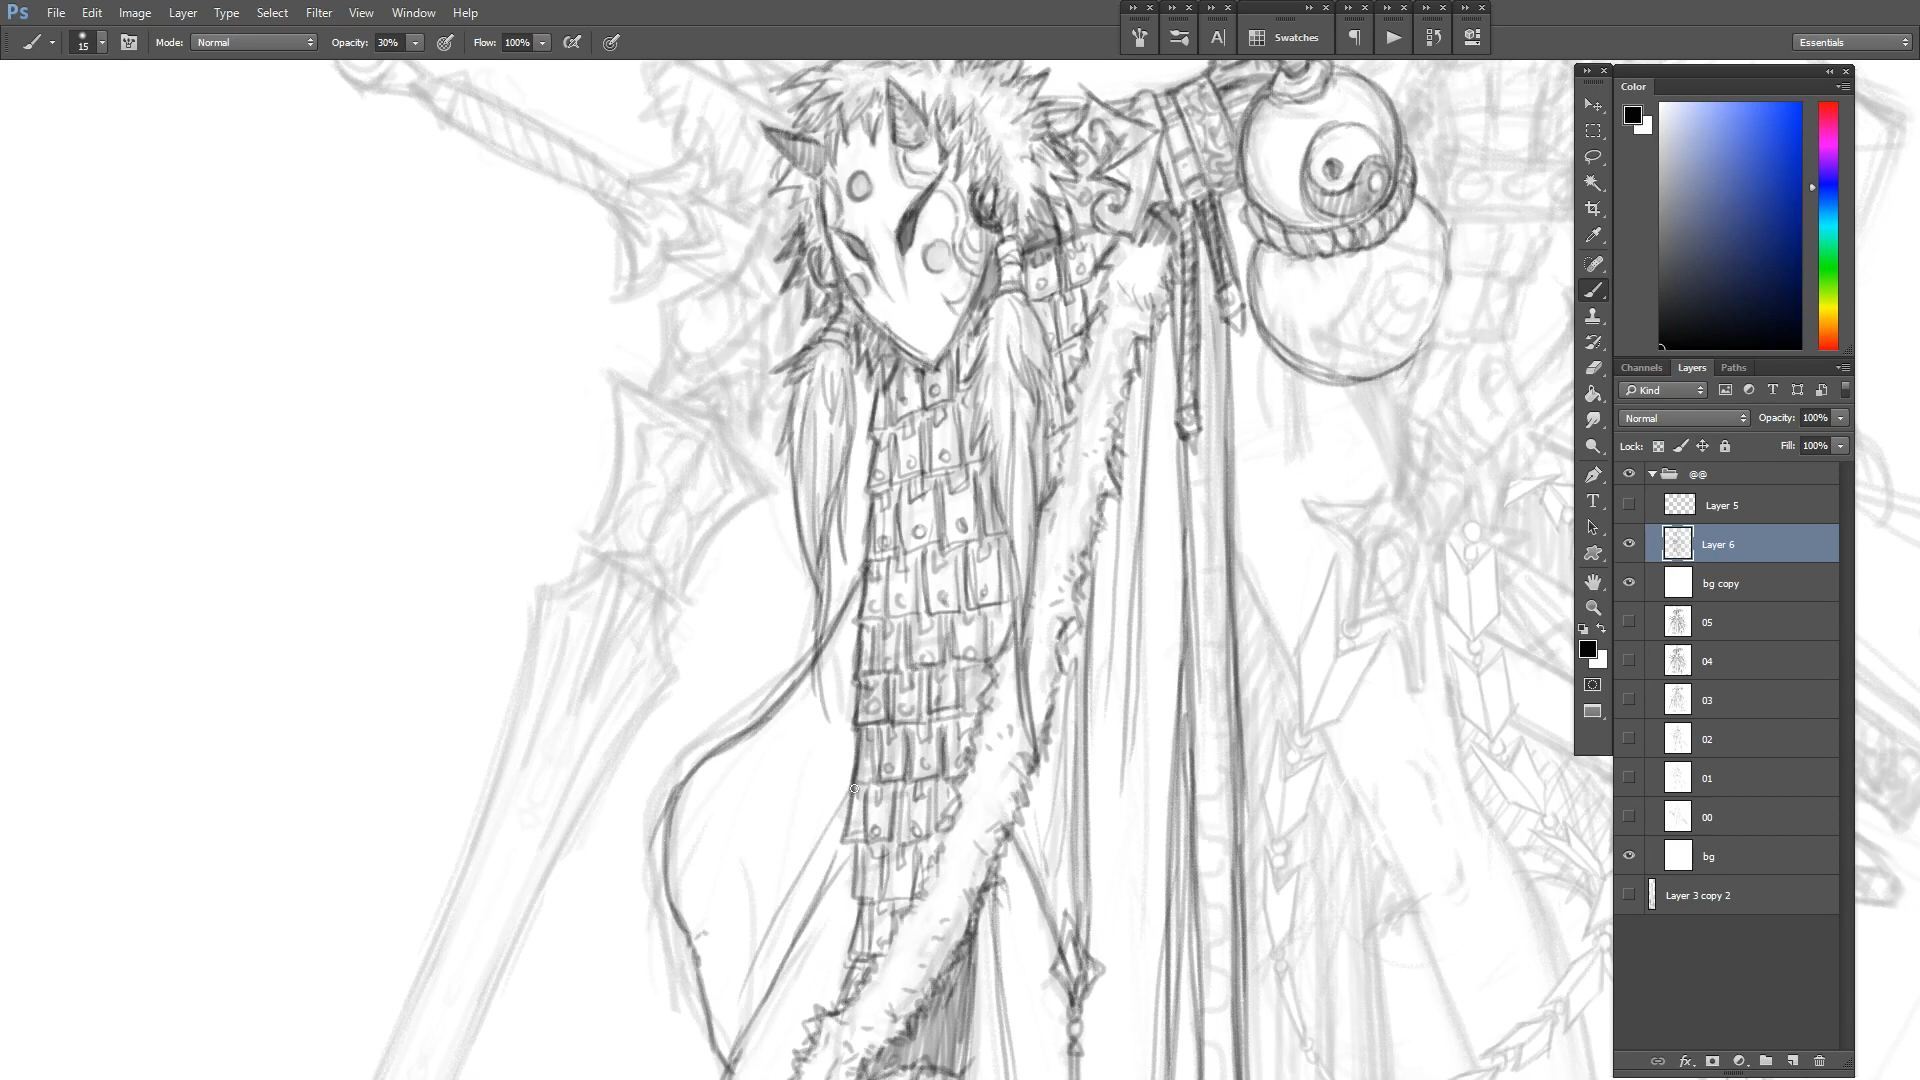 Ps File Edit Image Layer Type Select Filter View Window Help
15 Mode: Normal Opacity: 30% Flow: 100% Swatches Essentials
Color
Channels Layers Paths
Kind
Normal Opacity: 100%
Lock: Fill: 100%
@@
Layer 5
Layer 6
bg copy
05
04
03
02
01
00
bg
Layer 3 copy 2
fx